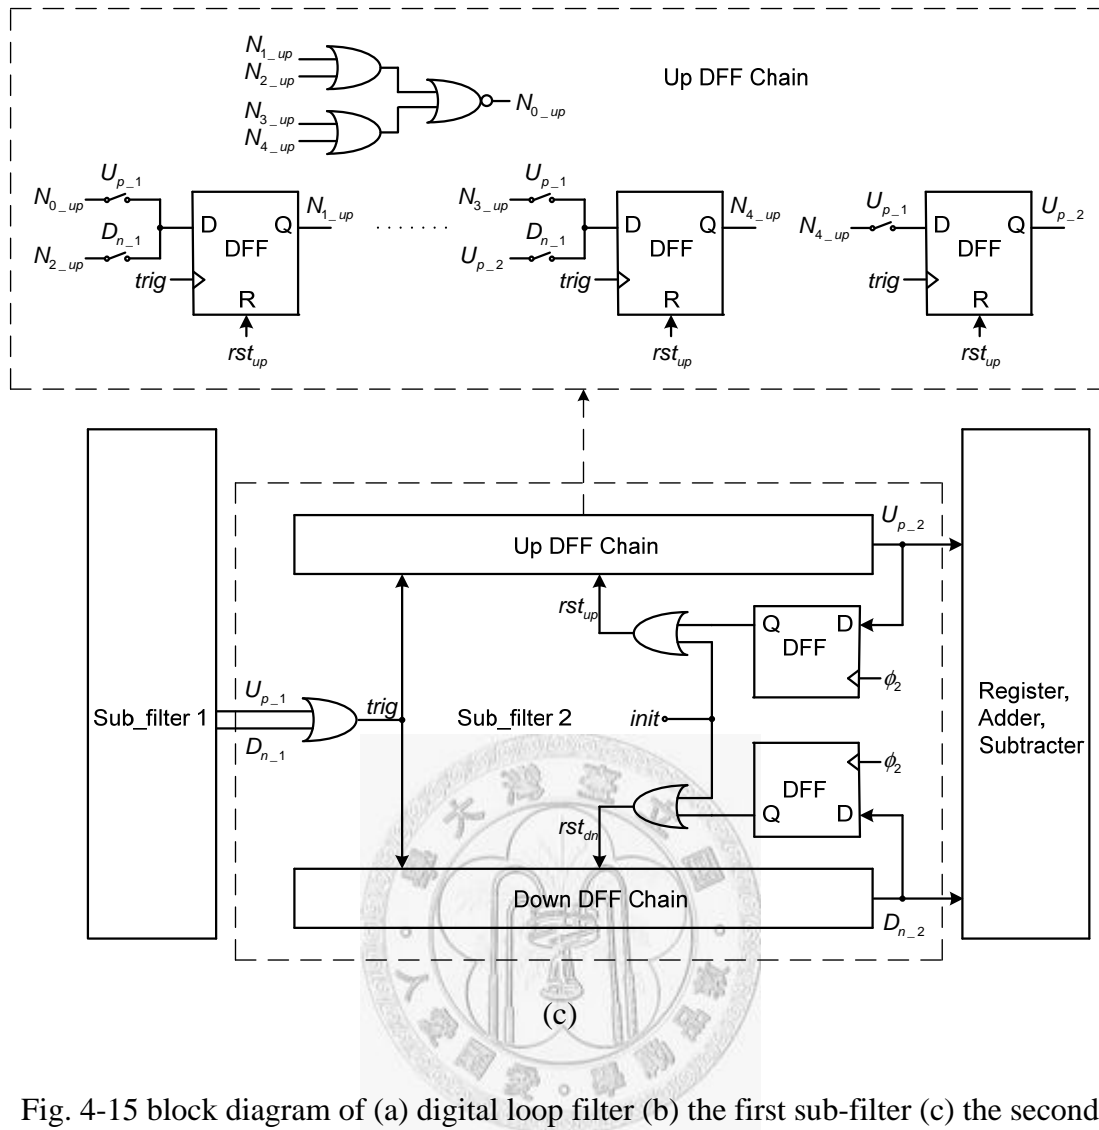 N1_up
N2_up
N3_up
N4_up
N0_up
Up DFF Chain
N0_up
Up_1
N2_up
Dn_1
trig
D
Q
DFF
R
rstup
N1_up
· · · · · · · ·
N3_up
Up_1
Up_2
Dn_1
trig
D
Q
DFF
R
rstup
N4_up
N4_up
Up_1
trig
D
Q
DFF
R
rstup
Up_2
Sub_filter 1
Up_1
Dn_1
trig
Sub_filter 2
Up DFF Chain
Up_2
rstup
Q
D
DFF
ϕ2
init
ϕ2
DFF
Q
D
rstdn
Down DFF Chain
Dn_2
Register,
Adder,
Subtracter
(c)
Fig. 4-15 block diagram of (a) digital loop filter (b) the first sub-filter (c) the second